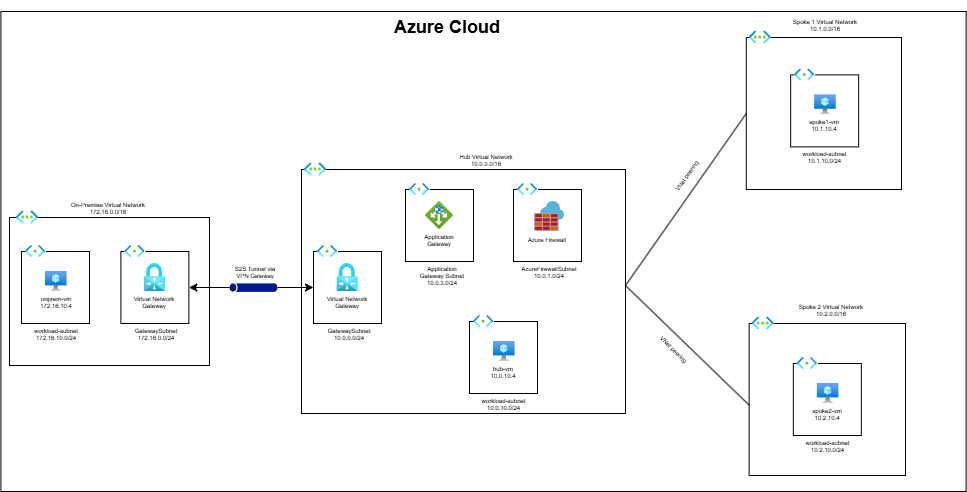 Azure Cloud
On-Premise Virtual Network
172.16.0.0/16
onprem-vm
172.16.10.4
workload-subnet
172.16.10.0/24
Virtual Network
Gateway
GatewaySubnet
172.16.0.0/24
S2S Tunnel via
VPN Gateway
Hub Virtual Network
10.0.0.0/16
Virtual Network
Gateway
GatewaySubnet
10.0.0.0/24
Application
Gateway
Application
Gateway Subnet
10.0.3.0/24
Azure Firewall
AzureFirewallSubnet
10.0.1.0/24
hub-vm
10.0.10.4
workload-subnet
10.0.10.0/24
VNet peering
VNet peering
Spoke 1 Virtual Network
10.1.0.0/16
spoke1-vm
10.1.10.4
workload-subnet
10.1.10.0/24
Spoke 2 Virtual Network
10.2.0.0/16
spoke2-vm
10.2.10.4
workload-subnet
10.2.10.0/24